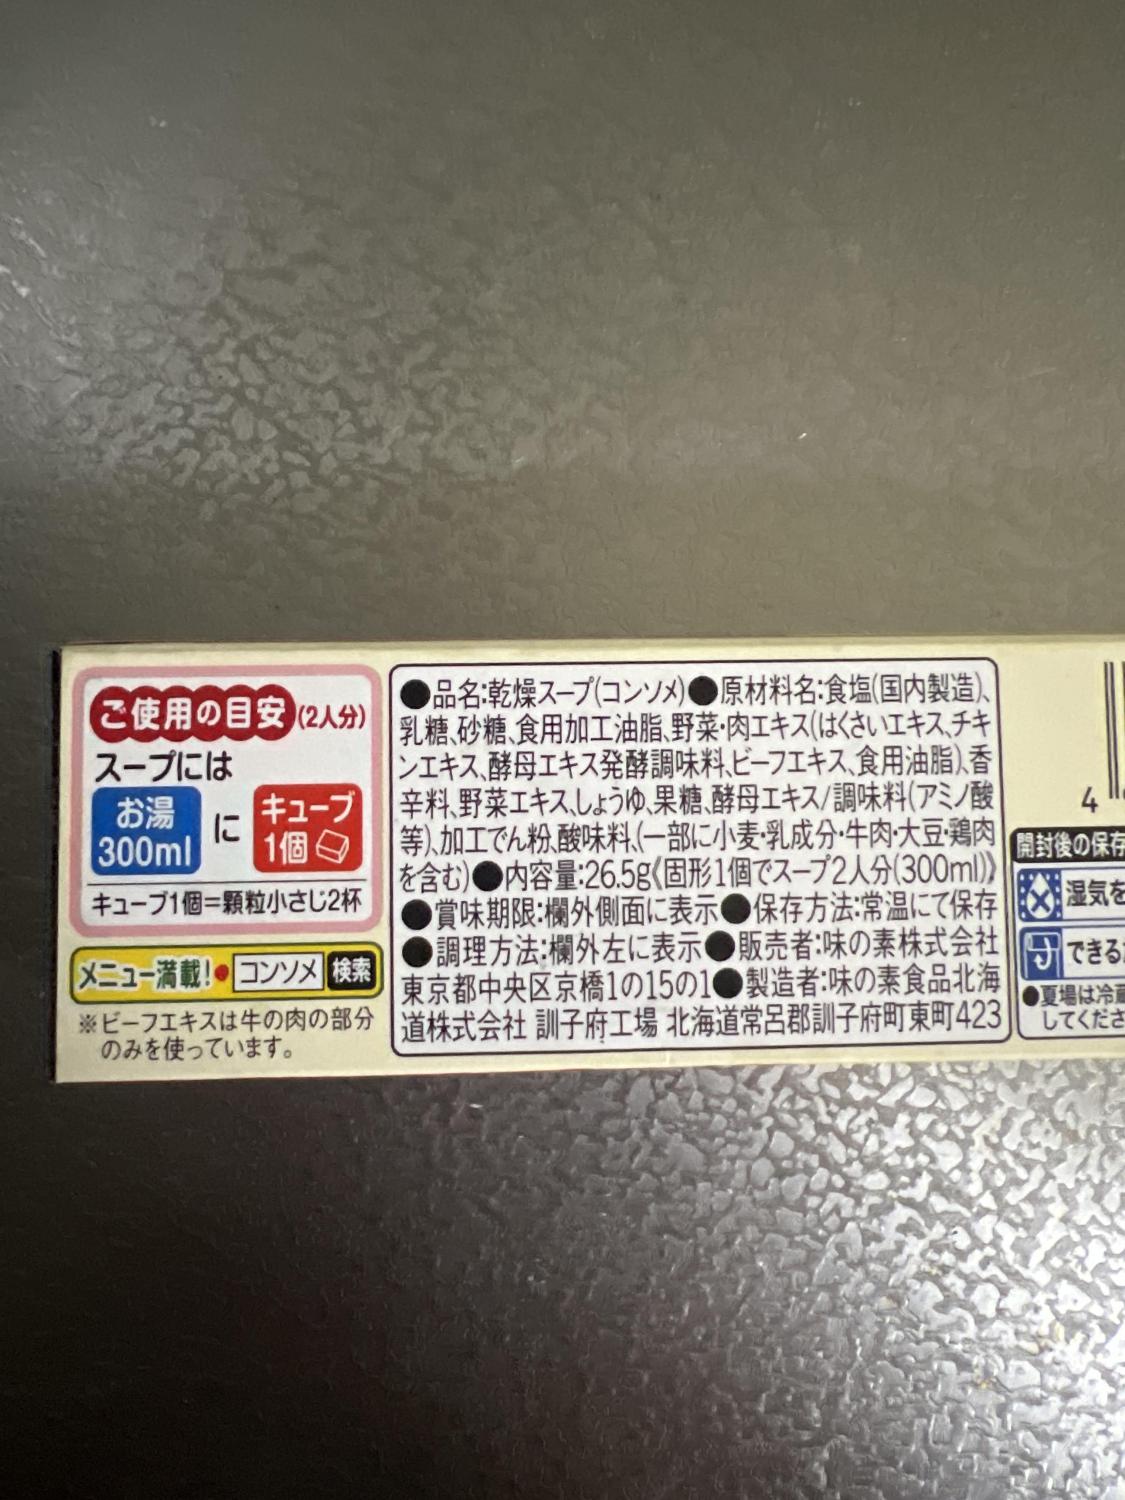 ご使用の目安(2人分)
スープには
お湯
300ml
に
キューブ
1個
キューブ1個=顆粒小さじ2杯
メニュー満載!
コンソメ
検索
※ビーフエキスは牛の肉の部分
のみを使っています。
●品名:乾燥スープ(コンソメ)●原材料名:食塩(国内製造)、
乳糖、砂糖、食用加工油脂、野菜・肉エキス(はくさいエキス、チキ
ンエキス、酵母エキス発酵調味料、ビーフエキス、食用油脂)、香
辛料、野菜エキス、しょうゆ、果糖、酵母エキス/調味料(アミノ酸
等)、加工でん粉、酸味料、(一部に小麦・乳成分・牛肉・大豆・鶏肉
を含む)●内容量:26.5g《固形1個でスープ2人分(300ml)》
●賞味期限:欄外側面に表示●保存方法:常温にて保存
●調理方法:欄外左に表示●販売者:味の素株式会社
東京都中央区京橋1の15の1●製造者:味の素食品北海
道株式会社 訓子府工場 北海道常呂郡訓子府町東町423
4
開封後の保存
湿気を
できる
●夏場は冷蔵
してくださ